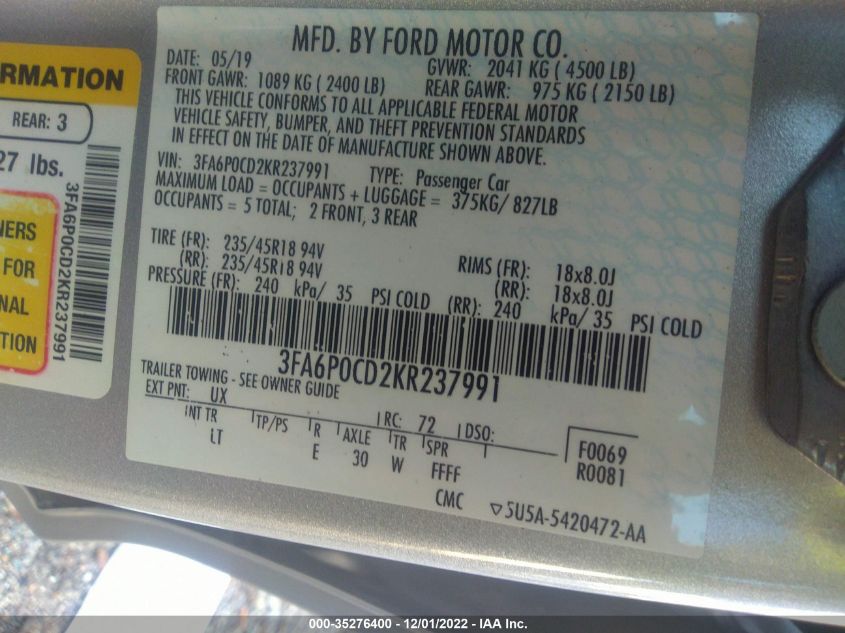 MFD. BY FORD MOTOR CO.
DATE: 05/19 GVWR: 2041 KG ( 4500 LB)
FRONT GAWR: 1089 KG ( 2400 LB) REAR GAWR: 975 KG ( 2150 LB)
THIS VEHICLE CONFORMS TO ALL APPLICABLE FEDERAL MOTOR
VEHICLE SAFETY, BUMPER, AND THEFT PREVENTION STANDARDS
IN EFFECT ON THE DATE OF MANUFACTURE SHOWN ABOVE.
VIN: 3FA6P0CD2KR237991 TYPE: Passenger Car
MAXIMUM LOAD = OCCUPANTS + LUGGAGE = 375KG/ 827LB
OCCUPANTS = 5 TOTAL; 2 FRONT, 3 REAR
TIRE (FR): 235/45R18 94V RIMS (FR): 18x8.0J
(RR): 235/45R18 94V (RR): 18x8.0J
PRESSURE (FR): 240 kPa/ 35 PSI COLD (RR): 240 kPa/ 35 PSI COLD
3FA6P0CD2KR237991
TRAILER TOWING - SEE OWNER GUIDE
EXT PNT: UX RC: 72 DSO:
INT TR TP/PS R AXLE TR SPR
LT E 30 W FFFF
F0069
R0081
CMC ▽5U5A-5420472-AA
ORMATION
REAR: 3
27 lbs.
3FA6P0CD2KR237991
NERS
FOR
NAL
TION
000-35276400 - 12/01/2022 - IAA Inc.